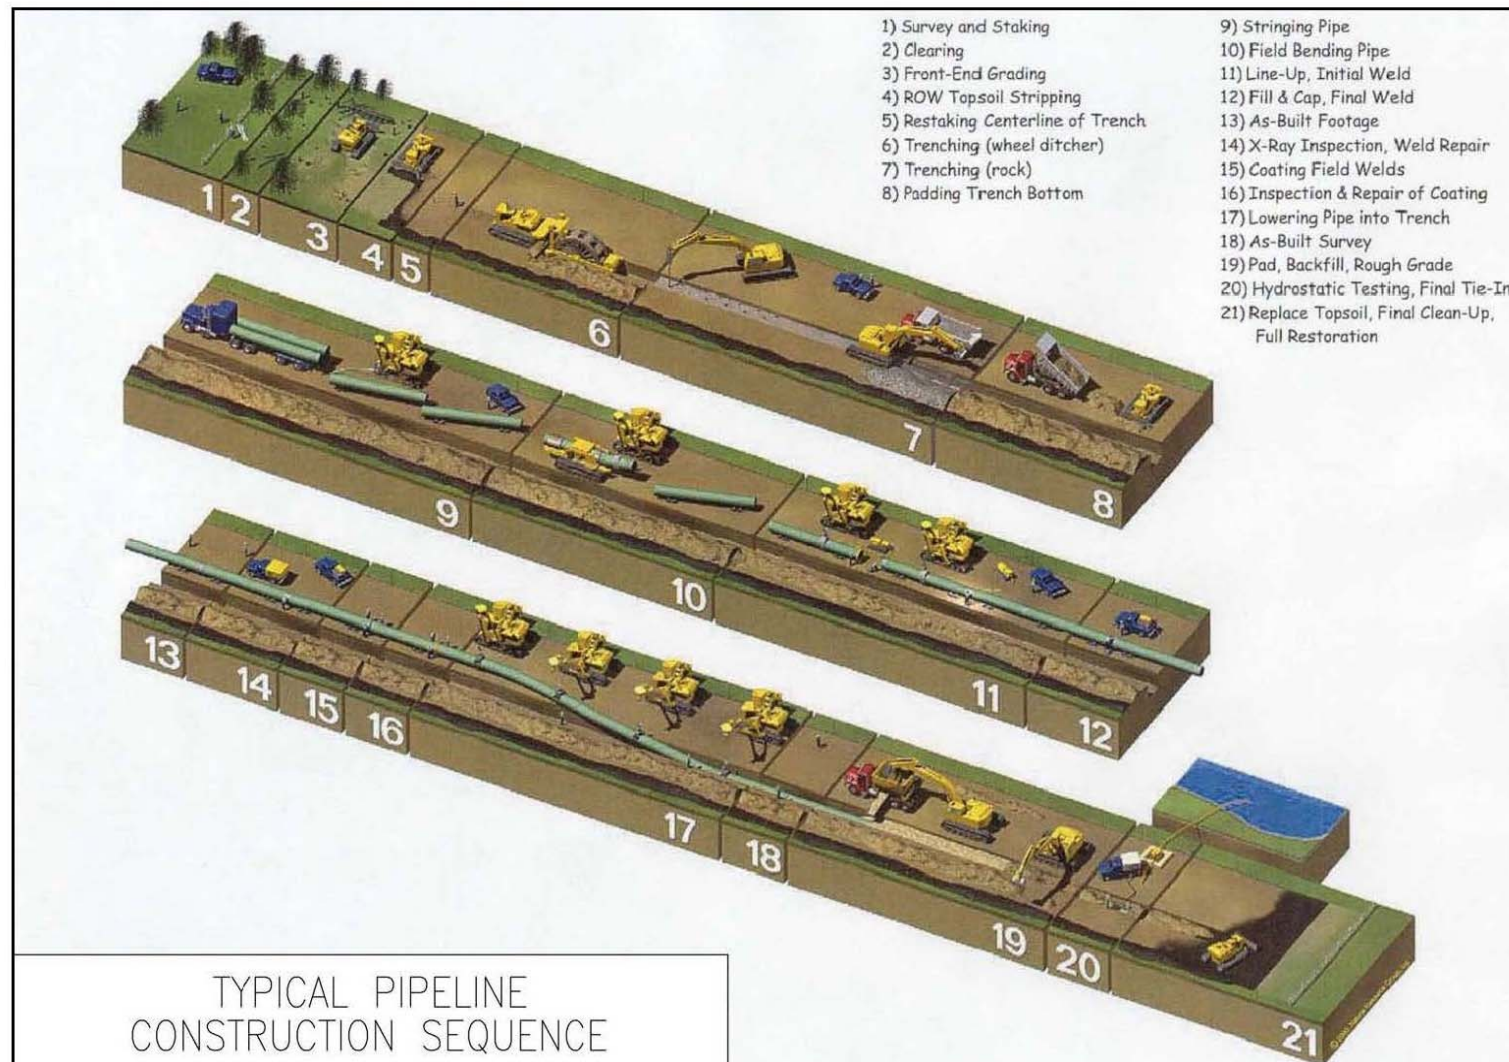 1) Survey and Staking
2) Clearing
3) Front-End Grading
4) ROW Topsoil Stripping
5) Restaking Centerline of Trench
6) Trenching (wheel ditcher)
7) Trenching (rock)
8) Padding Trench Bottom
9) Stringing Pipe
10) Field Bending Pipe
11) Line-Up, Initial Weld
12) Fill & Cap, Final Weld
13) As-Built Footage
14) X-Ray Inspection, Weld Repair
15) Coating Field Welds
16) Inspection & Repair of Coating
17) Lowering Pipe into Trench
18) As-Built Survey
19) Pad, Backfill, Rough Grade
20) Hydrostatic Testing, Final Tie-In
21) Replace Topsoil, Final Clean-Up,
Full Restoration
1
2
3
4
5
6
7
8
9
10
11
12
13
14
15
16
17
18
19
20
21
TYPICAL PIPELINE
CONSTRUCTION SEQUENCE